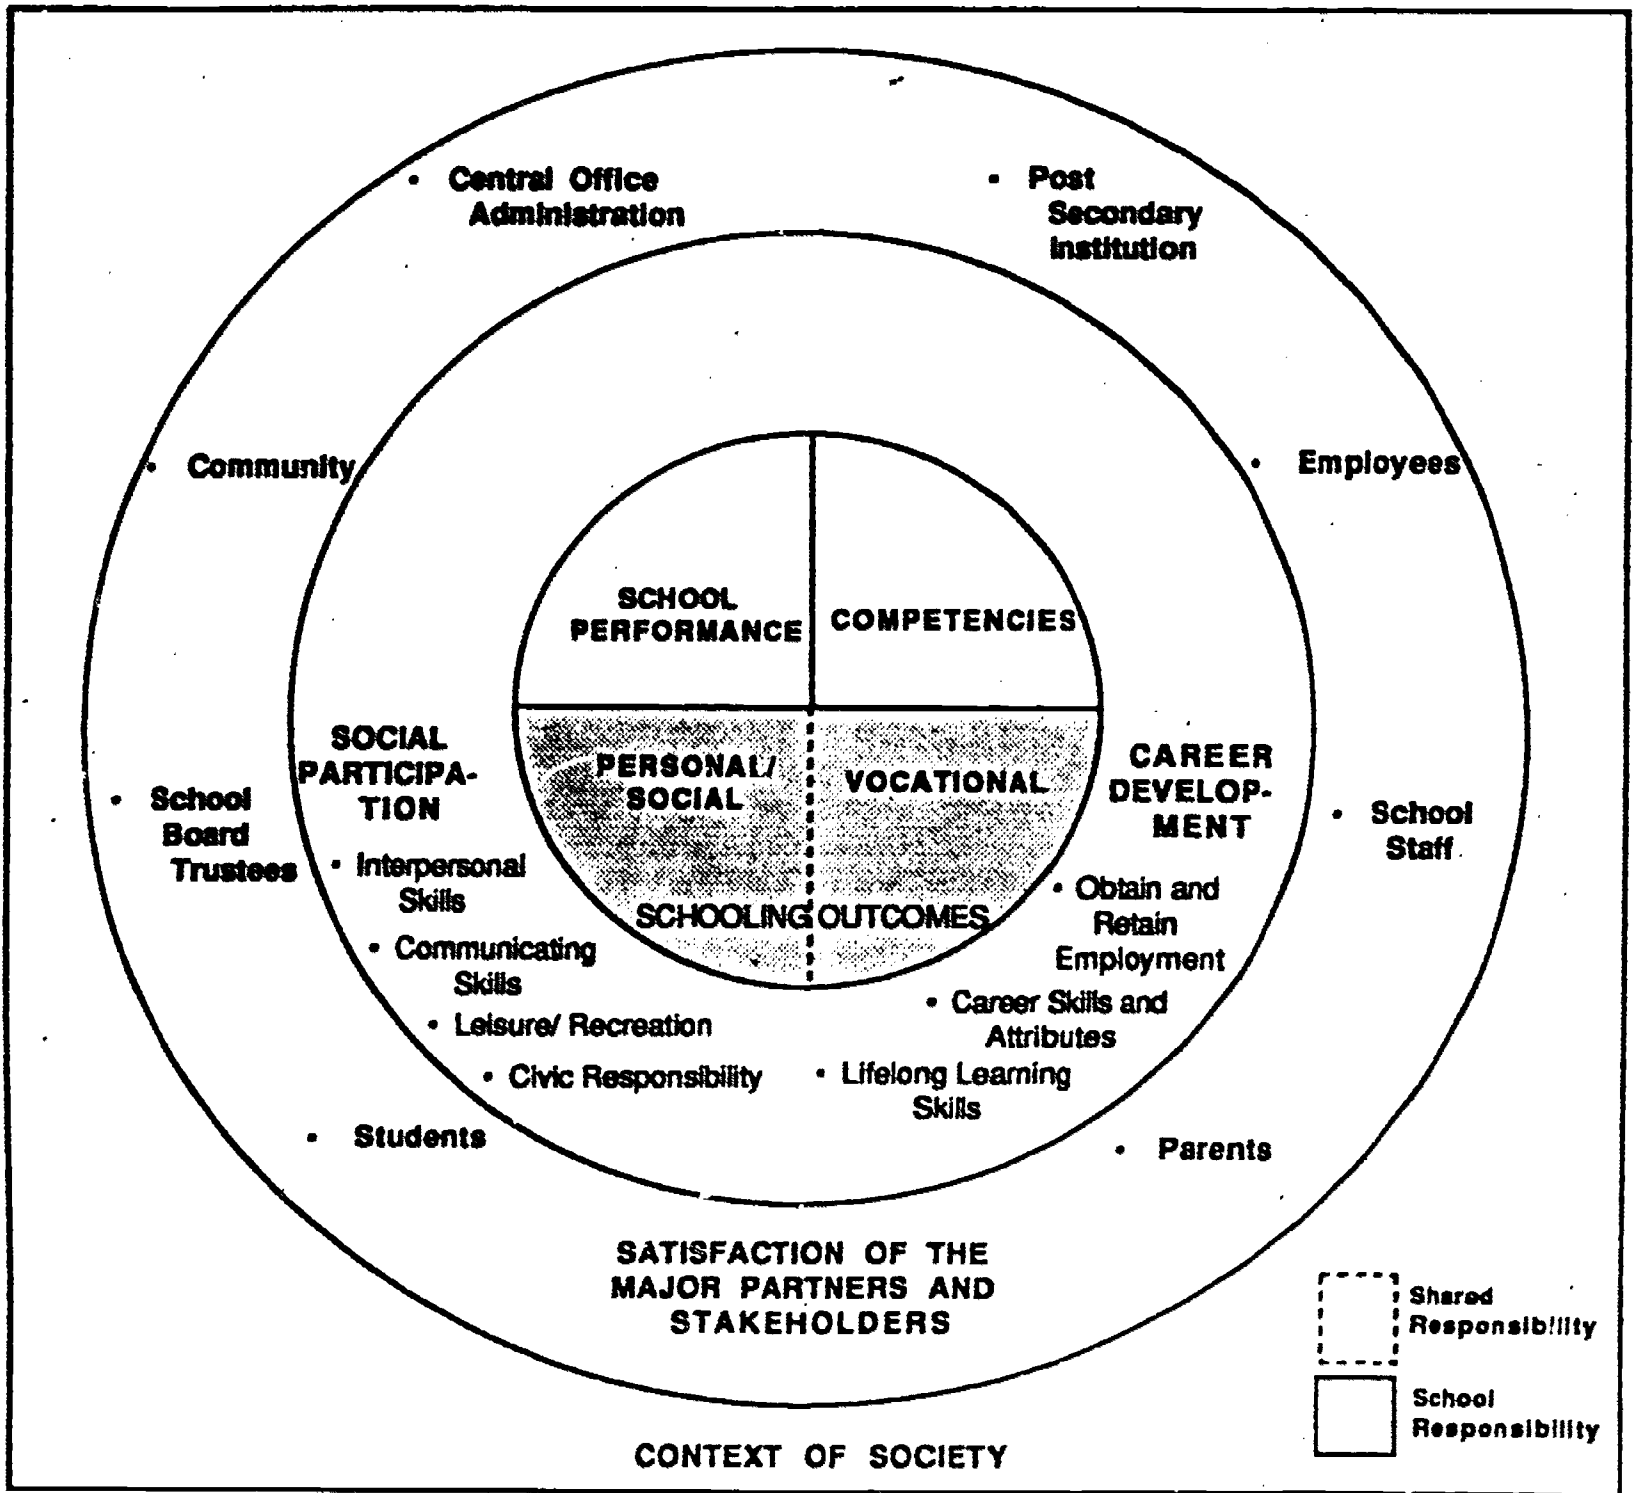 • Central Office
Administration
• Post
Secondary
Institution
• Community
• Employees
SCHOOL
PERFORMANCE
COMPETENCIES
SOCIAL
PARTICIPA-
TION
PERSONAL/
SOCIAL
VOCATIONAL
CAREER
DEVELOP-
MENT
• School
Board
Trustees
• School
Staff
• Interpersonal
Skills
SCHOOLING OUTCOMES
• Obtain and
Retain
Employment
• Communicating
Skills
• Career Skills and
Attributes
• Leisure/ Recreation
• Civic Responsibility
• Lifelong Learning
Skills
• Students
• Parents
SATISFACTION OF THE
MAJOR PARTNERS AND
STAKEHOLDERS
Shared
Responsibility
School
Responsibility
CONTEXT OF SOCIETY